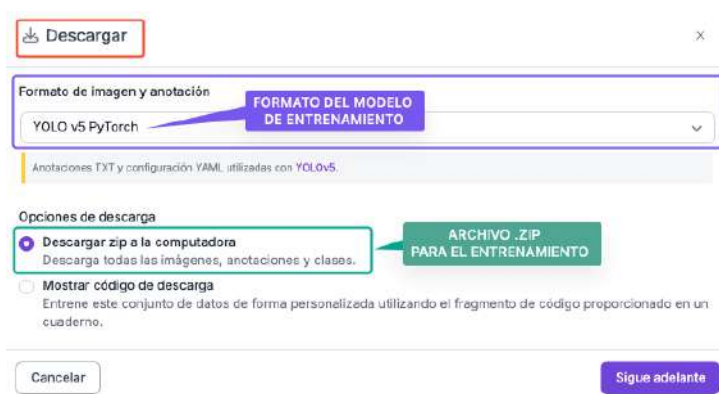 Descargar
×
Formato de imagen y anotación
FORMATO DEL MODELO
DE ENTRENAMIENTO
YOLO v5 PyTorch
Anotaciones TXT y configuración YAML utilizadas con YOLOv5.
Opciones de descarga
Descargar zip a la computadora
Descarga todas las imágenes, anotaciones y clases.
ARCHIVO .ZIP
PARA EL ENTRENAMIENTO
Mostrar código de descarga
Entrene este conjunto de datos de forma personalizada utilizando el fragmento de código proporcionado en un
cuaderno.
Cancelar
Sigue adelante